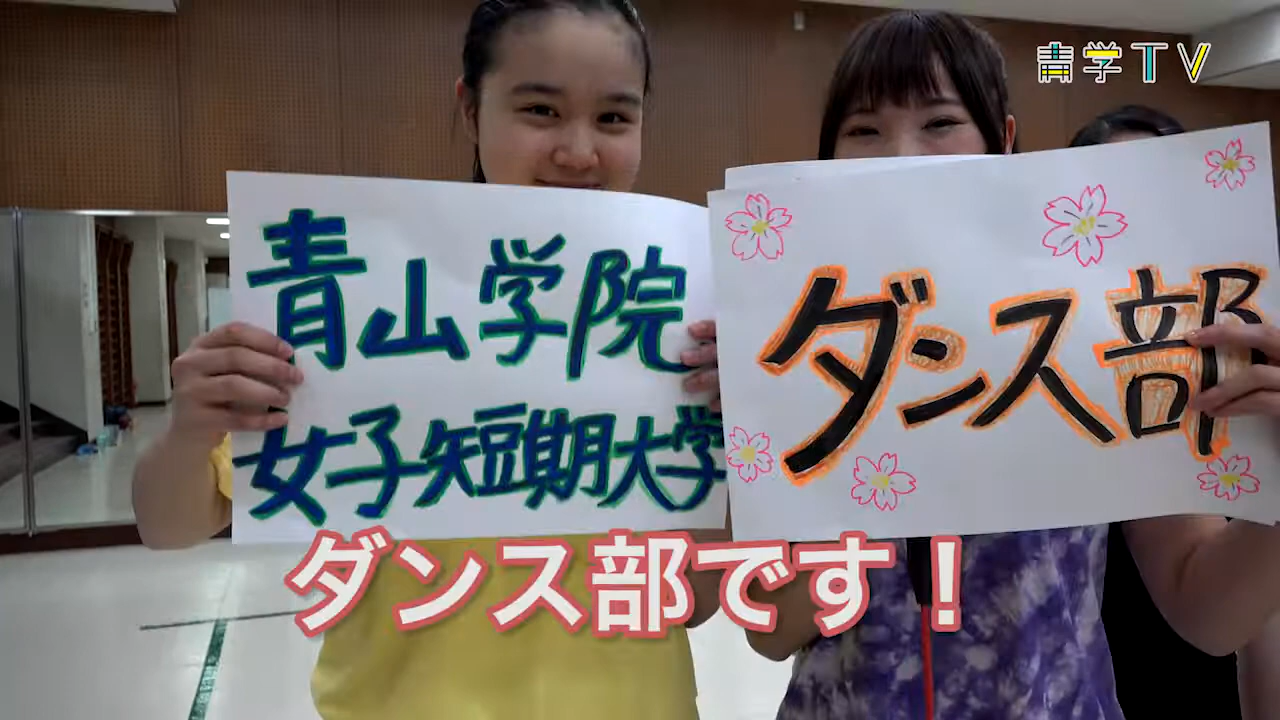 青学TV
青山学院
女子短期大学
ダンス部
ダンス部です！